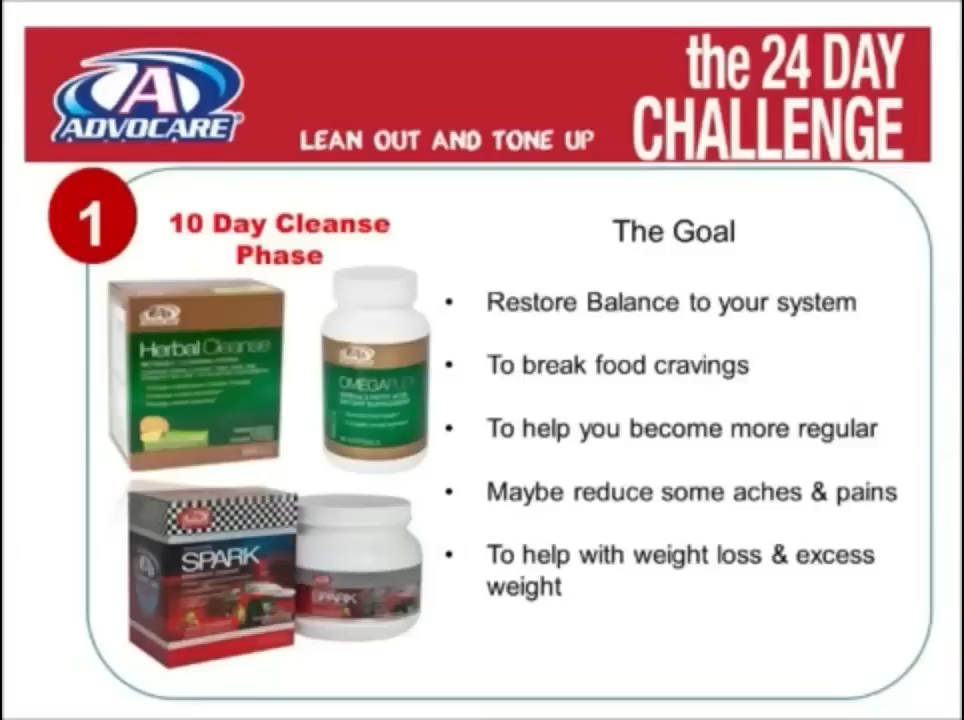 the 24 DAY
CHALLENGE
ADVOCARE®
LEAN OUT AND TONE UP
1
10 Day Cleanse
Phase
The Goal
• Restore Balance to your system
• To break food cravings
• To help you become more regular
• Maybe reduce some aches & pains
• To help with weight loss & excess
weight
Herbal Cleanse
OMEGAPLEX
SPARK
SPARK